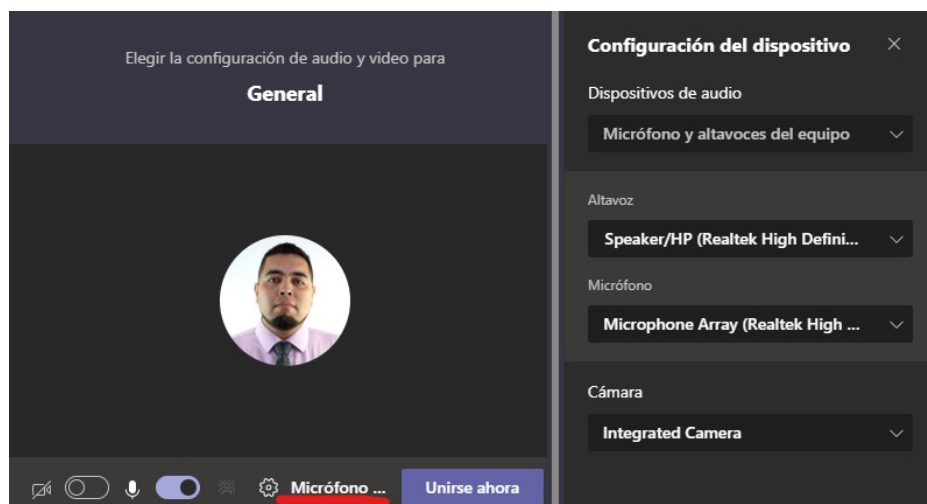 Elegir la configuración de audio y video para
General
Micrófono ...
Unirse ahora
Configuración del dispositivo
Dispositivos de audio
Micrófono y altavoces del equipo
Altavoz
Speaker/HP (Realtek High Defini...
Micrófono
Microphone Array (Realtek High ...
Cámara
Integrated Camera